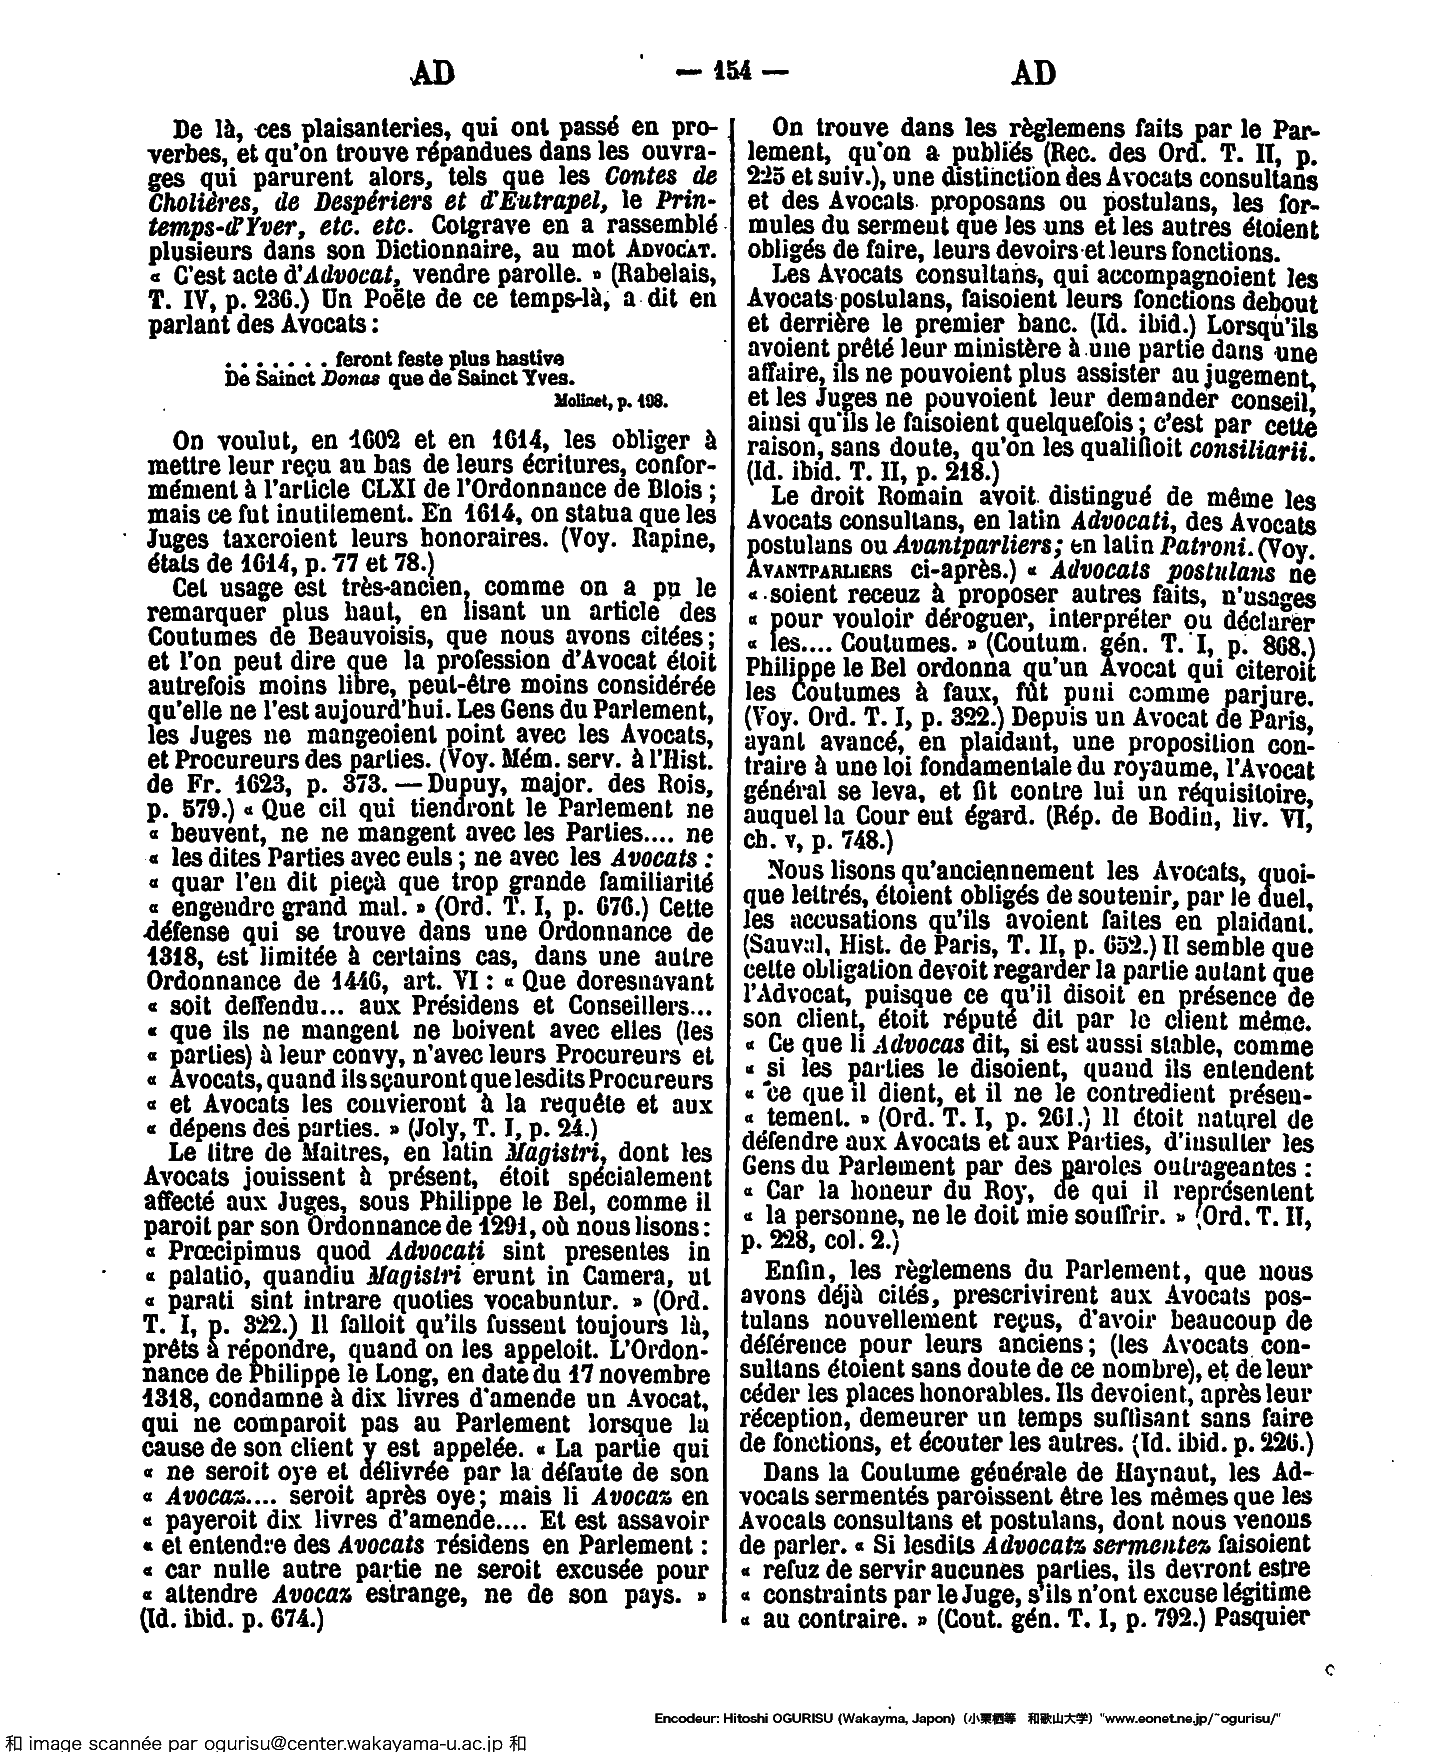 AD — 154 — AD
De là, ces plaisanteries, qui ont passé en pro-
verbes, et qu'on trouve répandues dans les ouvra-
ges qui parurent alors, tels que les Contes de
Cholières, de Despériers et d'Eutrapel, le Prin-
temps-d'Yver, etc. etc. Cotgrave en a rassemblé
plusieurs dans son Dictionnaire, au mot ADVOCAT.
« C'est acte d'Advocat, vendre parolle. » (Rabelais,
T. IV, p. 236.) Un Poëte de ce temps-là, a dit en
parlant des Avocats :
. . . . . . . feront feste plus hastive
De Sainct Donas que de Sainct Yves.
Molinet, p. 198.
On voulut, en 1602 et en 1614, les obliger à
mettre leur reçu au bas de leurs écritures, confor-
mément à l'article CLXI de l'Ordonnance de Blois ;
mais ce fut inutilement. En 1614, on statua que les
Juges taxeroient leurs honoraires. (Voy. Rapine,
états de 1614, p. 77 et 78.)
Cet usage est très-ancien, comme on a pu le
remarquer plus haut, en lisant un article des
Coutumes de Beauvoisis, que nous avons citées ;
et l'on peut dire que la profession d'Avocat étoit
autrefois moins libre, peut-être moins considérée
qu'elle ne l'est aujourd'hui. Les Gens du Parlement,
les Juges ne mangeoient point avec les Avocats,
et Procureurs des parties. (Voy. Mém. serv. à l'Hist.
de Fr. 1623, p. 373. — Dupuy, major. des Rois,
p. 579.) « Que cil qui tiendront le Parlement ne
« beuvent, ne ne mangent avec les Parties.... ne
« les dites Parties avec euls ; ne avec les Avocats :
« quar l'en dit pieçà que trop grande familiarité
« engendre grand mal. » (Ord. T. I, p. 676.) Cette
défense qui se trouve dans une Ordonnance de
1318, est limitée à certains cas, dans une autre
Ordonnance de 1446, art. VI : « Que doresnavant
« soit deffendu... aux Présidens et Conseillers...
« que ils ne mangent ne boivent avec elles (les
« parties) à leur convy, n'avec leurs Procureurs et
« Avocats, quand ils sçauront que lesdits Procureurs
« et Avocats les convieront à la requête et aux
« dépens des parties. » (Joly, T. I, p. 24.)
Le titre de Maitres, en latin Magistri, dont les
Avocats jouissent à présent, étoit spécialement
affecté aux Juges, sous Philippe le Bel, comme il
paroit par son Ordonnance de 1291, où nous lisons :
« Prœcipimus quod Advocati sint presentes in
« palatio, quandiu Magistri erunt in Camera, ut
« parati sint intrare quoties vocabuntur. » (Ord.
T. I, p. 322.) Il falloit qu'ils fussent toujours là,
prêts à répondre, quand on les appeloit. L'Ordon-
nance de Philippe le Long, en date du 17 novembre
1318, condamne à dix livres d'amende un Avocat,
qui ne comparoit pas au Parlement lorsque la
cause de son client y est appelée. « La partie qui
« ne seroit oye et délivrée par la défaute de son
« Avocaz.... seroit après oye ; mais li Avocaz en
« payeroit dix livres d'amende.... Et est assavoir
« et entendre des Avocats résidens en Parlement :
« car nulle autre partie ne seroit excusée pour
« attendre Avocaz estrange, ne de son pays. »
(Id. ibid. p. 674.)
On trouve dans les règlemens faits par le Par-
lement, qu'on a publiés (Rec. des Ord. T. II, p.
225 et suiv.), une distinction des Avocats consultans
et des Avocats proposans ou postulans, les for-
mules du serment que les uns et les autres étoient
obligés de faire, leurs devoirs et leurs fonctions.
Les Avocats consultans, qui accompagnoient les
Avocats postulans, faisoient leurs fonctions debout
et derrière le premier banc. (Id. ibid.) Lorsqu'ils
avoient prêté leur ministère à une partie dans une
affaire, ils ne pouvoient plus assister au jugement,
et les Juges ne pouvoient leur demander conseil,
ainsi qu'ils le faisoient quelquefois ; c'est par cette
raison, sans doute, qu'on les qualifioit consiliarii.
(Id. ibid. T. II, p. 218.)
Le droit Romain avoit distingué de même les
Avocats consultans, en latin Advocati, des Avocats
postulans ou Avantparliers ; en latin Patroni. (Voy.
AVANTPARLIERS ci-après.) « Advocats postulans ne
« soient receuz à proposer autres faits, n'usages
« pour vouloir déroguer, interpréter ou déclarer
« les.... Coutumes. » (Coutum. gén. T. I, p. 868.)
Philippe le Bel ordonna qu'un Avocat qui citeroit
les Coutumes à faux, fût puni comme parjure.
(Voy. Ord. T. I, p. 322.) Depuis un Avocat de Paris,
ayant avancé, en plaidant, une proposition con-
traire à une loi fondamentale du royaume, l'Avocat
général se leva, et fit contre lui un réquisitoire,
auquel la Cour eut égard. (Rép. de Bodin, liv. VI,
ch. v, p. 748.)
Nous lisons qu'anciennement les Avocats, quoi-
que lettrés, étoient obligés de soutenir, par le duel,
les accusations qu'ils avoient faites en plaidant.
(Sauval, Hist. de Paris, T. II, p. 652.) Il semble que
cette obligation devoit regarder la partie autant que
l'Advocat, puisque ce qu'il disoit en présence de
son client, étoit réputé dit par le client même.
« Ce que li Advocas dit, si est aussi stable, comme
« si les parties le disoient, quand ils entendent
« ce que il dient, et il ne le contredient présen-
« tement. » (Ord. T. I, p. 261.) Il étoit naturel de
défendre aux Avocats et aux Parties, d'insulter les
Gens du Parlement par des paroles outrageantes :
« Car la honeur du Roy, de qui il représentent
« la personne, ne le doit mie souffrir. » (Ord. T. II,
p. 228, col. 2.)
Enfin, les règlemens du Parlement, que nous
avons déjà cités, prescrivirent aux Avocats pos-
tulans nouvellement reçus, d'avoir beaucoup de
déférence pour leurs anciens ; (les Avocats con-
sultans étoient sans doute de ce nombre), et de leur
céder les places honorables. Ils devoient, après leur
réception, demeurer un temps suffisant sans faire
de fonctions, et écouter les autres. (Id. ibid. p. 226.)
Dans la Coutume générale de Haynaut, les Ad-
vocats sermentés paroissent être les mêmes que les
Avocats consultans et postulans, dont nous venons
de parler. « Si lesdits Advocatz sermentez faisoient
« refuz de servir aucunes parties, ils devront estre
« constraints par le Juge, s'ils n'ont excuse légitime
« au contraire. » (Cout. gén. T. I, p. 792.) Pasquier
Encodeur: Hitoshi OGURISU (Wakayma, Japon) (小栗栖等 和歌山大学) "www.eonet.ne.jp/~ogurisu/"
和 image scannée par ogurisu@center.wakayama-u.ac.jp 和